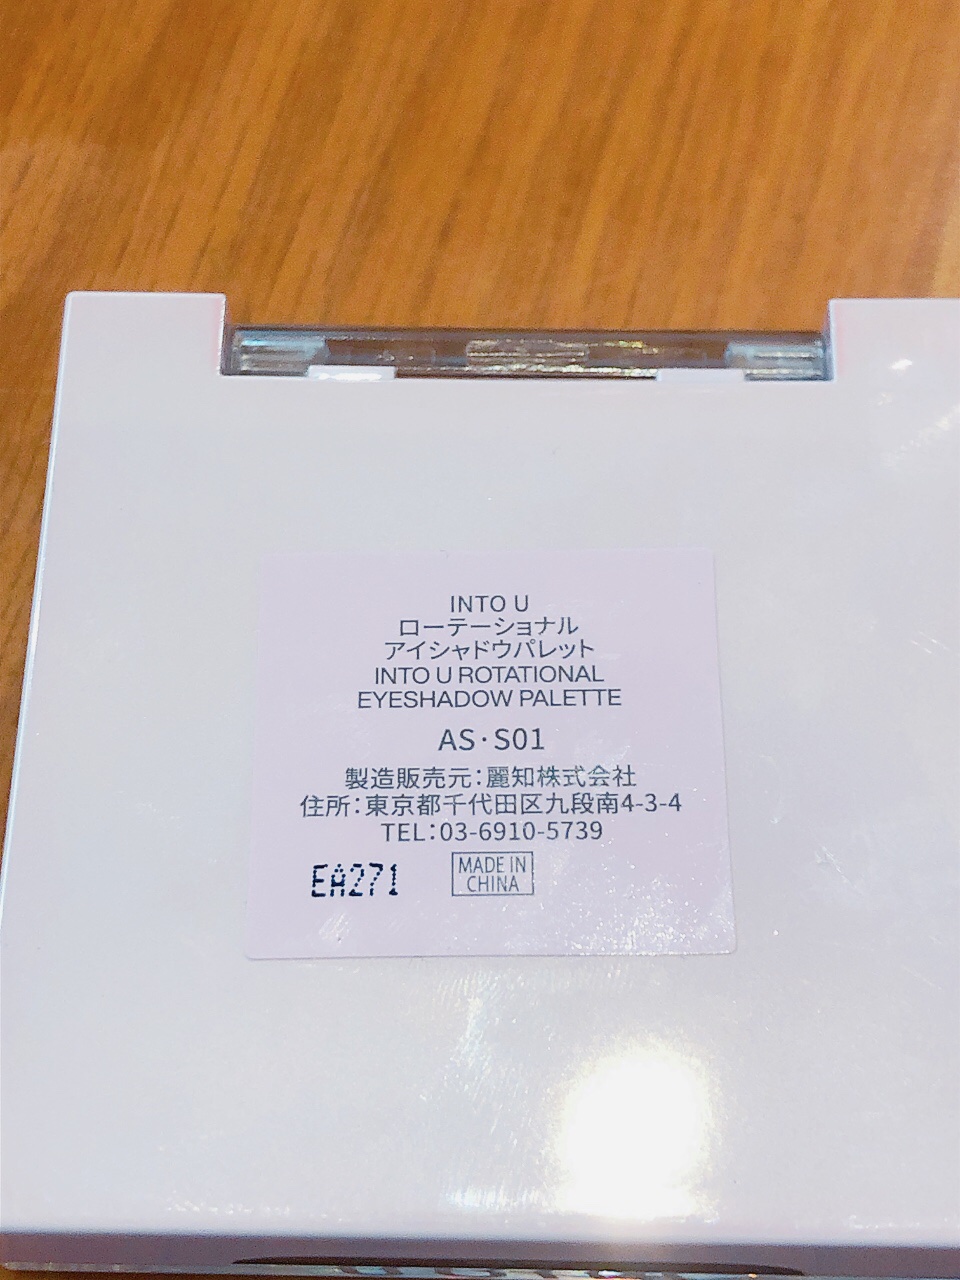 INTO U
ローテーショナル
アイシャドウパレット
INTO U ROTATIONAL
EYESHADOW PALETTE
AS・S01
製造販売元：麗知株式会社
住所：東京都千代田区九段南4-3-4
TEL：03-6910-5739
EA271
MADE IN
CHINA